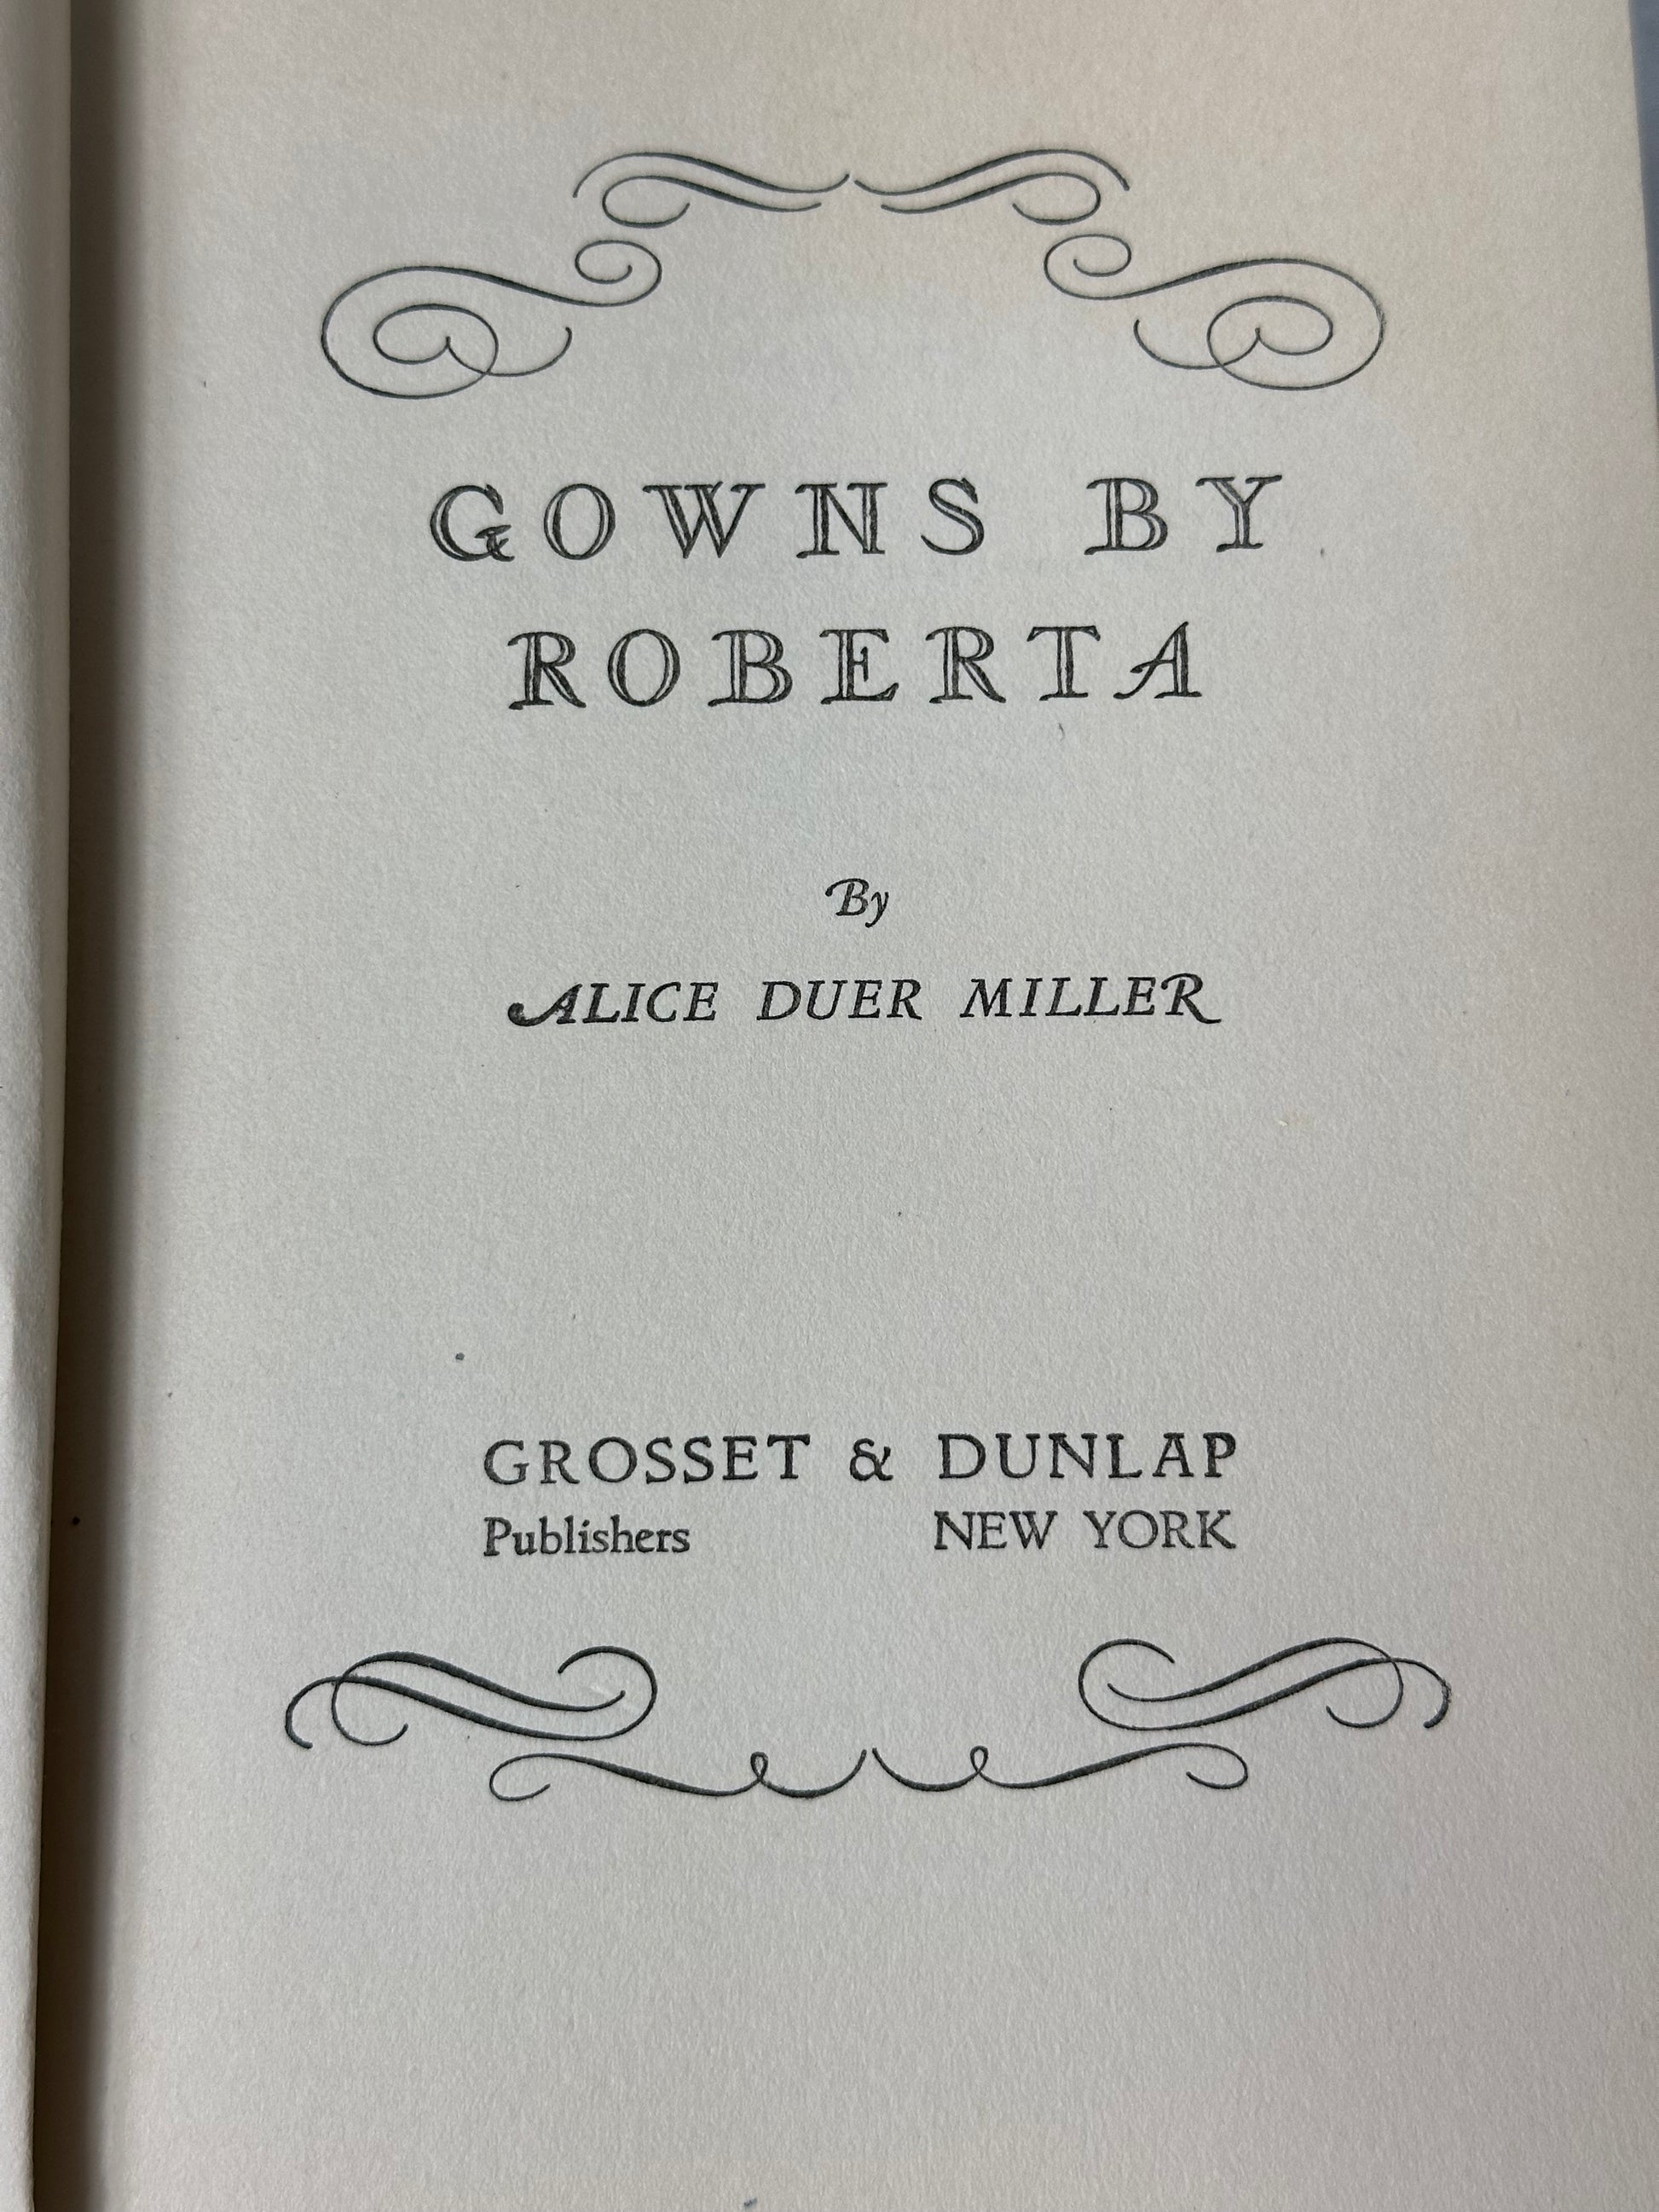 GOWNS BY
ROBERTA
By
ALICE DUER MILLER
GROSSET & DUNLAP
Publishers NEW YORK